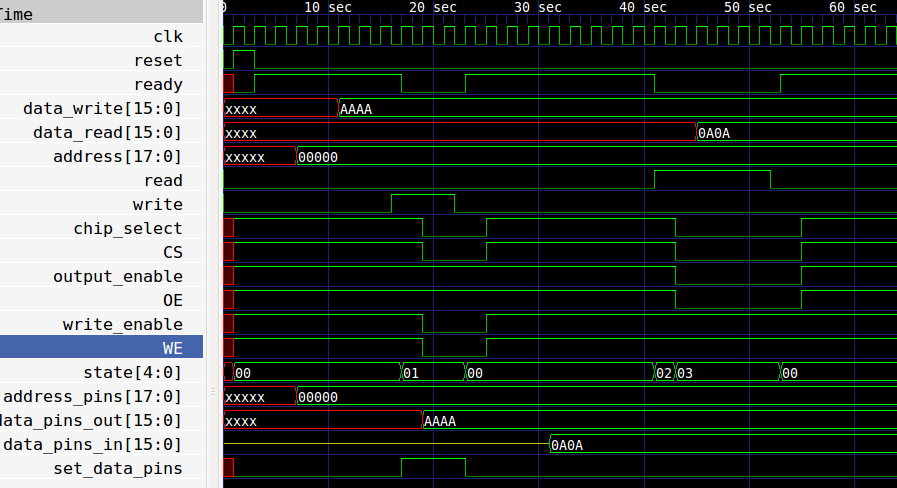 Time
0 10 sec 20 sec 30 sec 40 sec 50 sec 60 sec
clk
reset
ready
data_write[15:0] xxxx AAAA
data_read[15:0] xxxx 0A0A
address[17:0] xxxxx 00000
read
write
chip_select
CS
output_enable
OE
write_enable
WE
state[4:0] 00 01 00 02 03 00
address_pins[17:0] xxxxx 00000
data_pins_out[15:0] xxxx AAAA
data_pins_in[15:0] 0A0A
set_data_pins